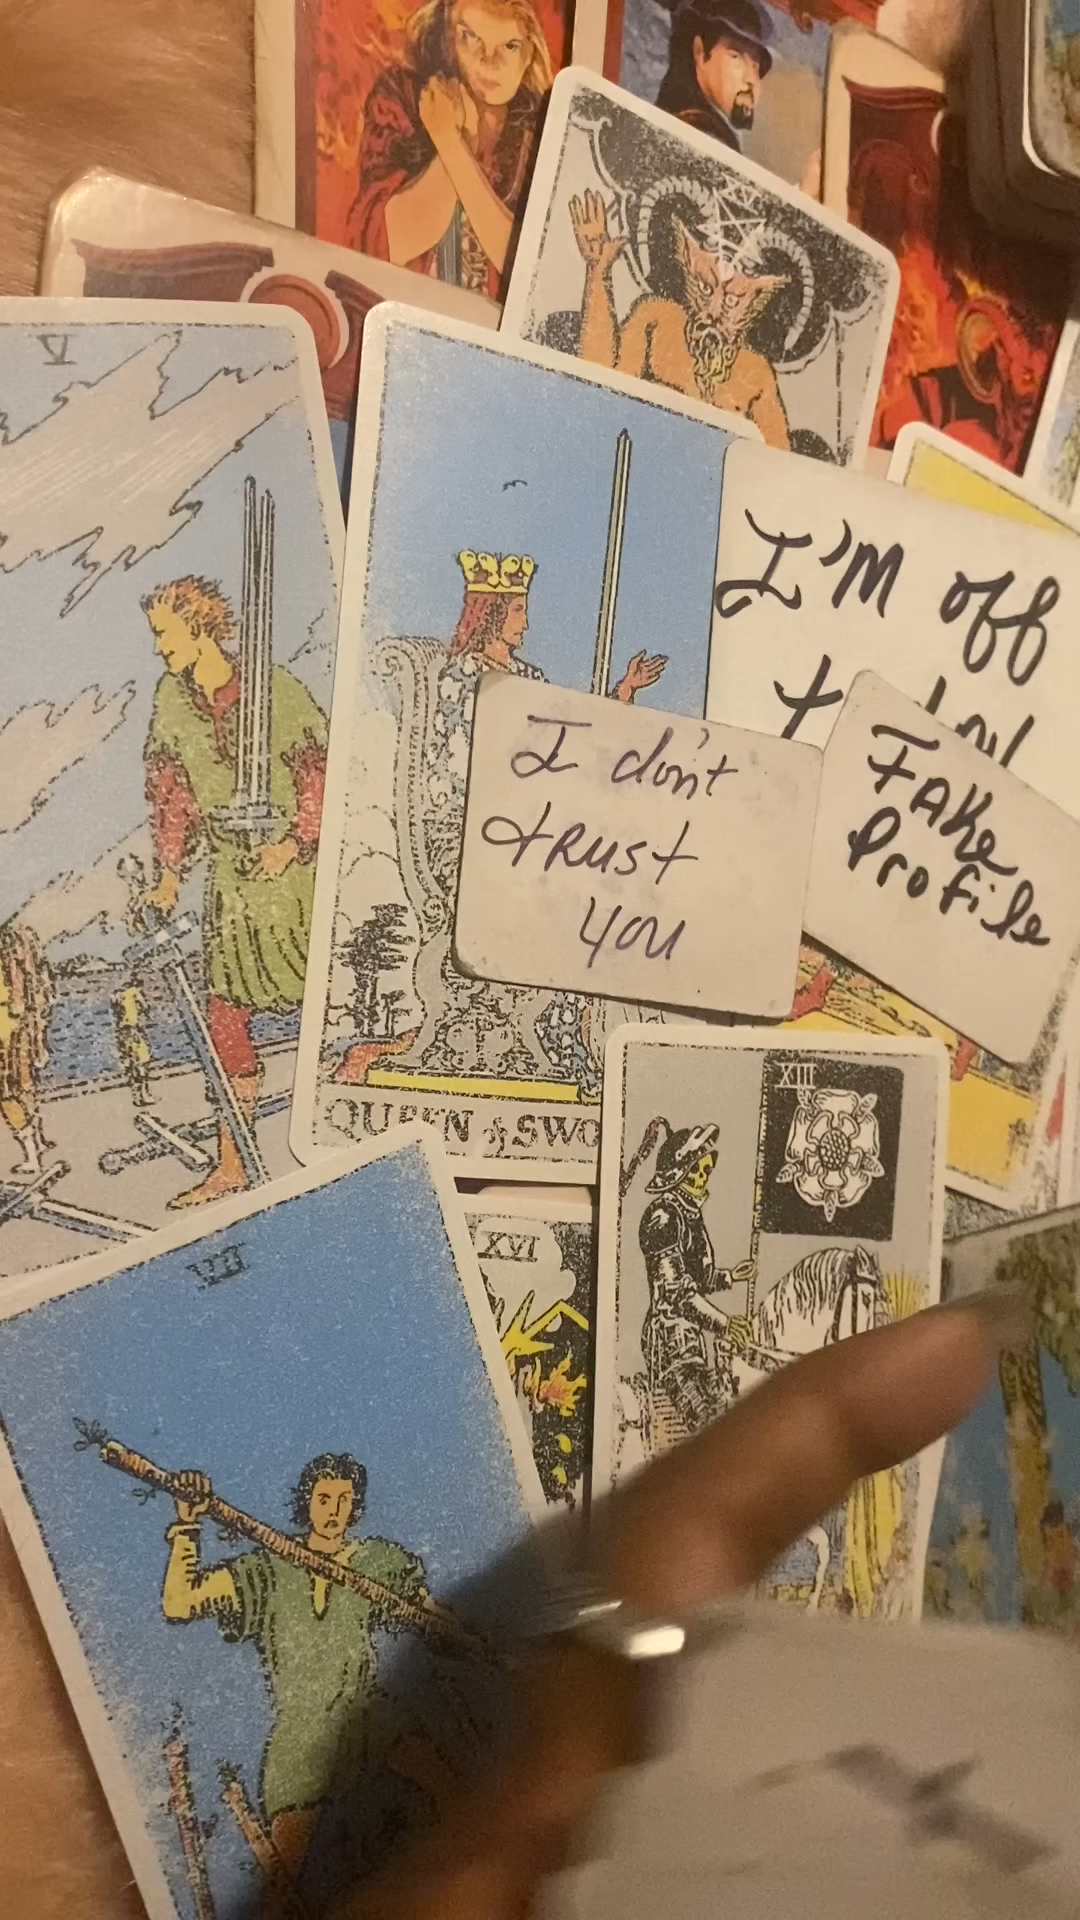 V
I'M off
I don't
trust
you
Fake
Profile
QUEEN of SWO
XIII
XVI
VII